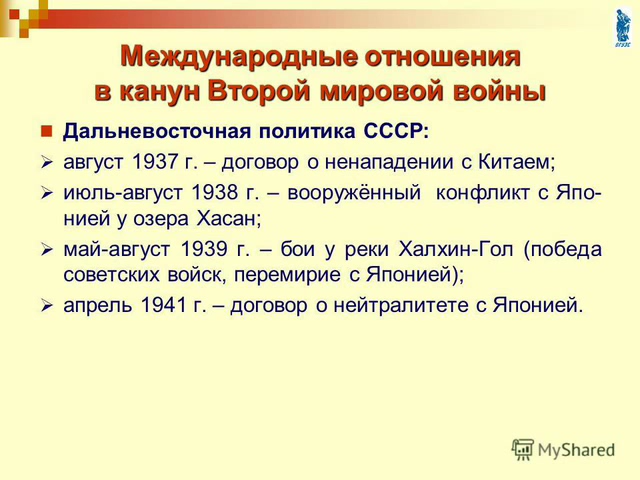 Международные отношения
в канун Второй мировой войны
Дальневосточная политика СССР:
август 1937 г. – договор о ненападении с Китаем;
июль-август 1938 г. – вооружённый конфликт с Япо-
нией у озера Хасан;
май-август 1939 г. – бои у реки Халхин-Гол (победа
советских войск, перемирие с Японией);
апрель 1941 г. – договор о нейтралитете с Японией.
MyShared